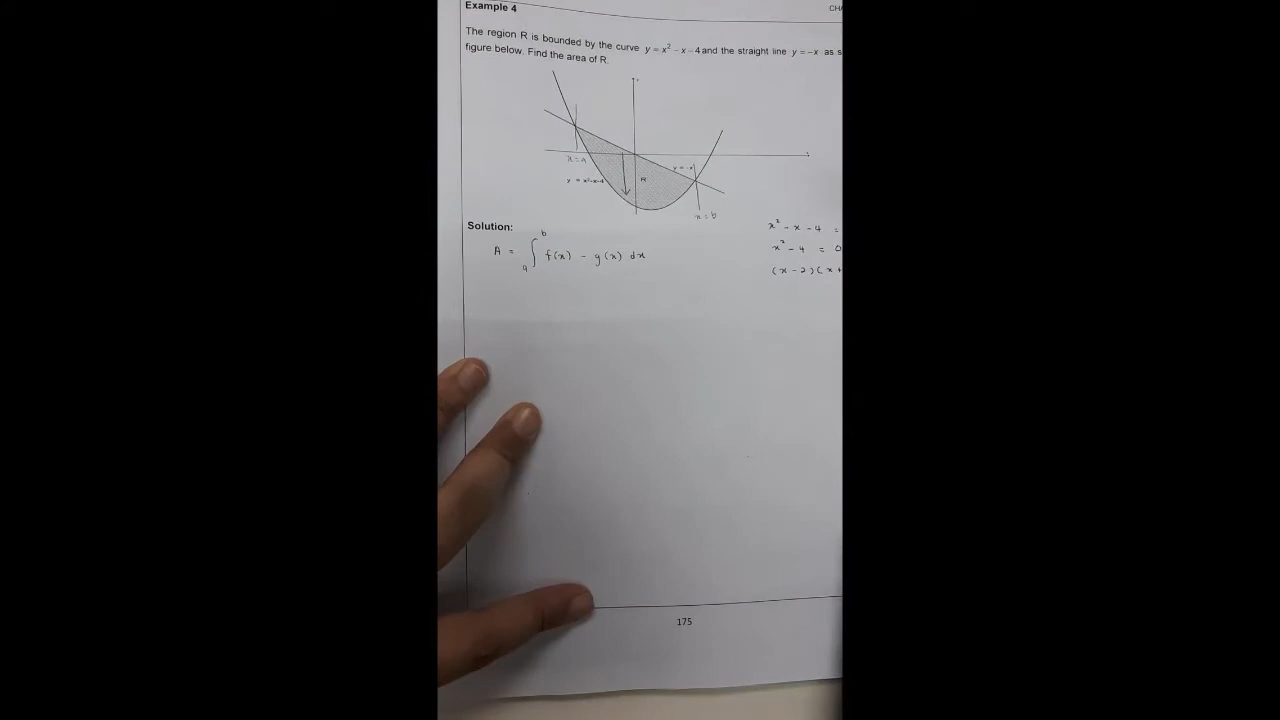 Example 4
CHA
The region R is bounded by the curve y = x² – x – 4 and the straight line y = –x as s
figure below. Find the area of R.
x = a
y = x²-x-4
R
y = -x
x = b
Solution:
A = ∫ₐᵇ f(x) - g(x) dx
x² - x - 4 =
x² - 4 = 0
(x - 2)(x +
175